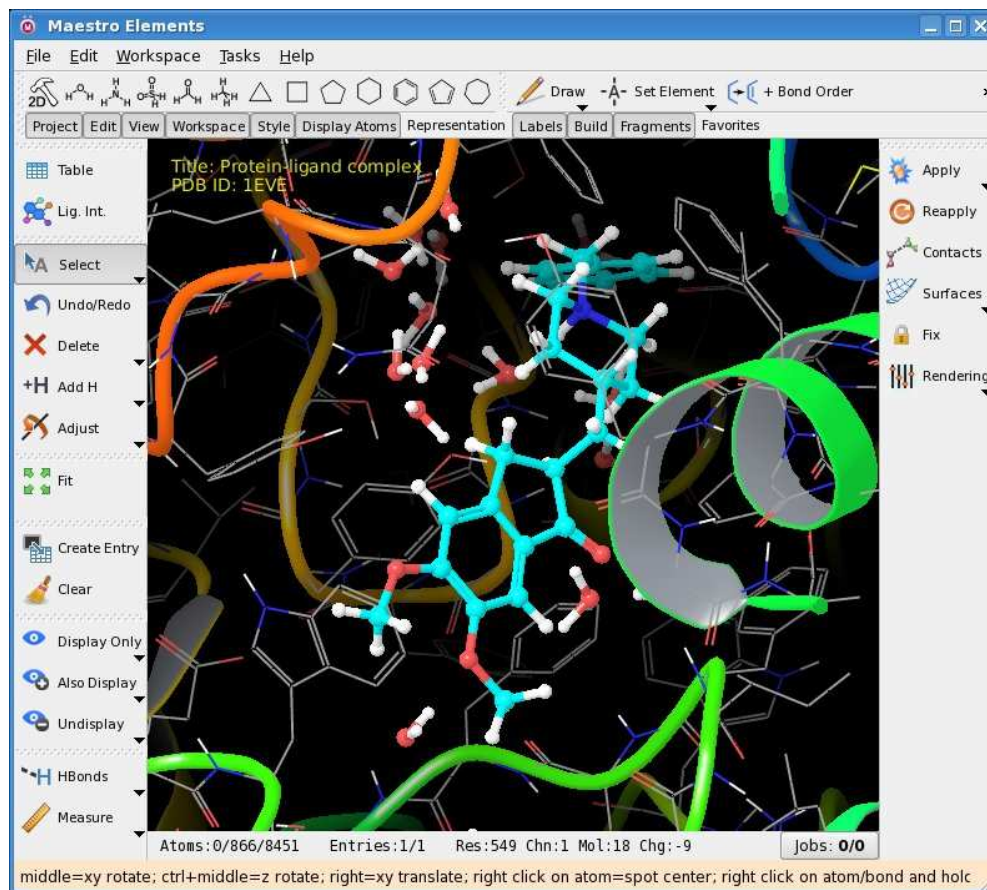 Maestro Elements
File Edit Workspace Tasks Help
2D H O H H N H H O S H H O H H H H H Draw Set Element + Bond Order »
Project Edit View Workspace Style Display Atoms Representation Labels Build Fragments Favorites
Title: Protein-ligand complex
PDB ID: 1EVE
Table
Lig. Int.
A Select
Undo/Redo
Delete
+H Add H
Adjust
Fit
Create Entry
Clear
Display Only
Also Display
Undisplay
H HBonds
Measure
Apply
Reapply
Contacts
Surfaces
Fix
Rendering
Atoms:0/866/8451 Entries:1/1 Res:549 Chn:1 Mol:18 Chg:-9 Jobs: 0/0
middle=xy rotate; ctrl+middle=z rotate; right=xy translate; right click on atom=spot center; right click on atom/bond and holc